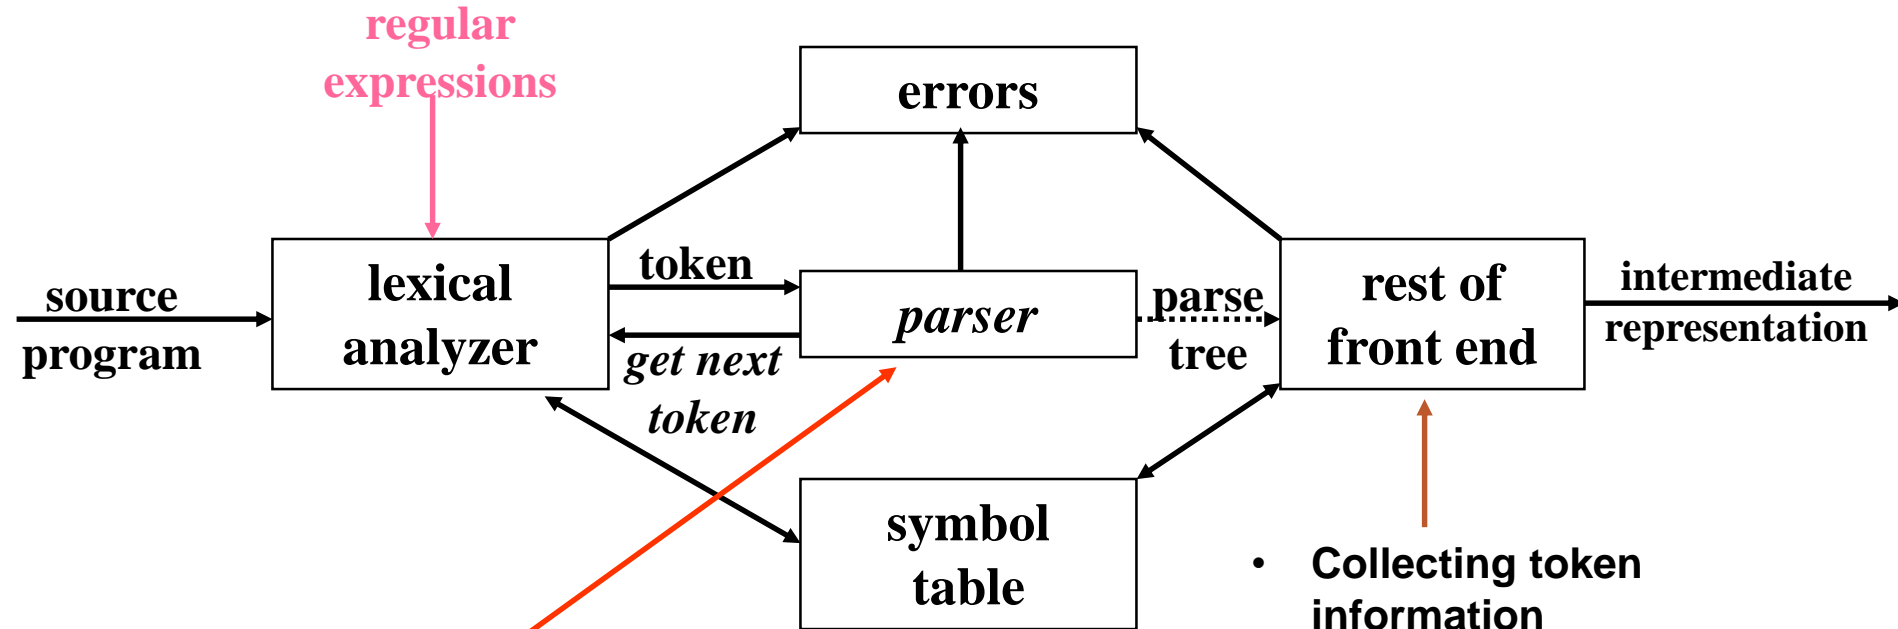 regular
expressions
errors
lexical
analyzer
token
get next
token
source
program
parser
parse
tree
rest of
front end
intermediate
representation
symbol
table
• Collecting token
information